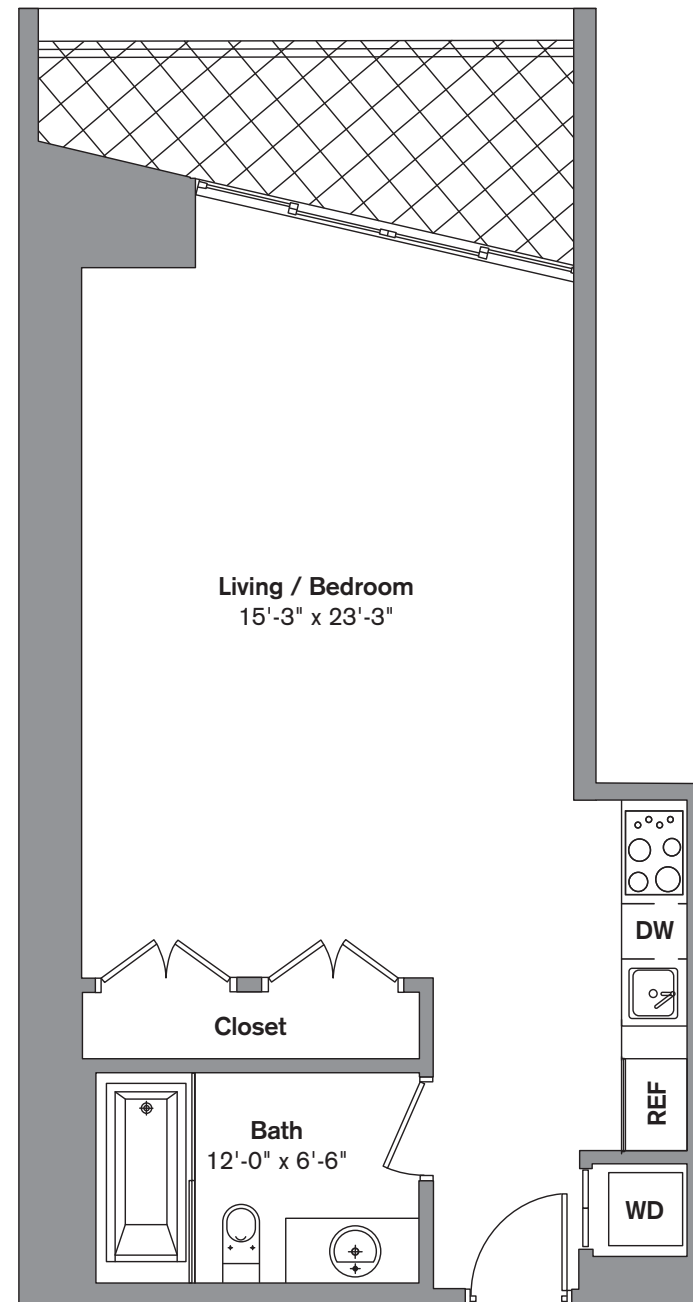 Living / Bedroom
15'-3" x 23'-3"
DW
Closet
REF
Bath
12'-0" x 6'-6"
WD